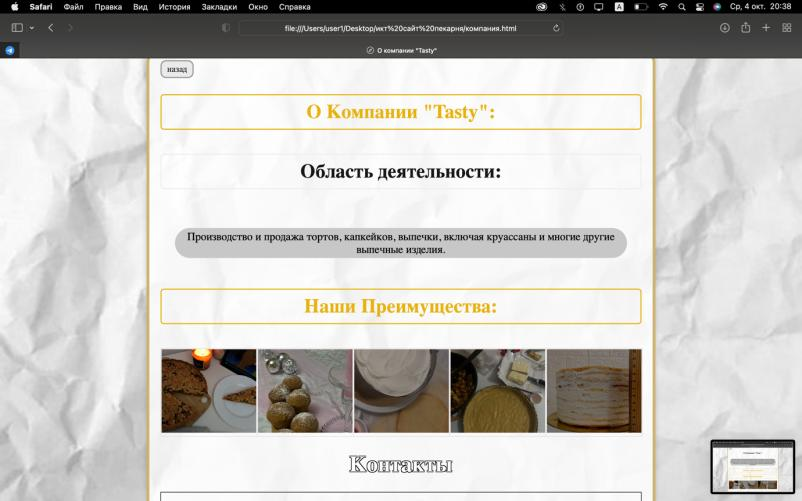 Safari Файл Правка Вид История Закладки Окно Справка
A
Ср, 4 окт. 20:38
file:///Users/user1/Desktop/икт%20сайт%20пекарня/компания.html
О компании "Tasty"
назад
О Компании "Tasty":
Область деятельности:
Производство и продажа тортов, капкейков, выпечки, включая круассаны и многие другие
выпечные изделия.
Наши Преимущества:
Контакты